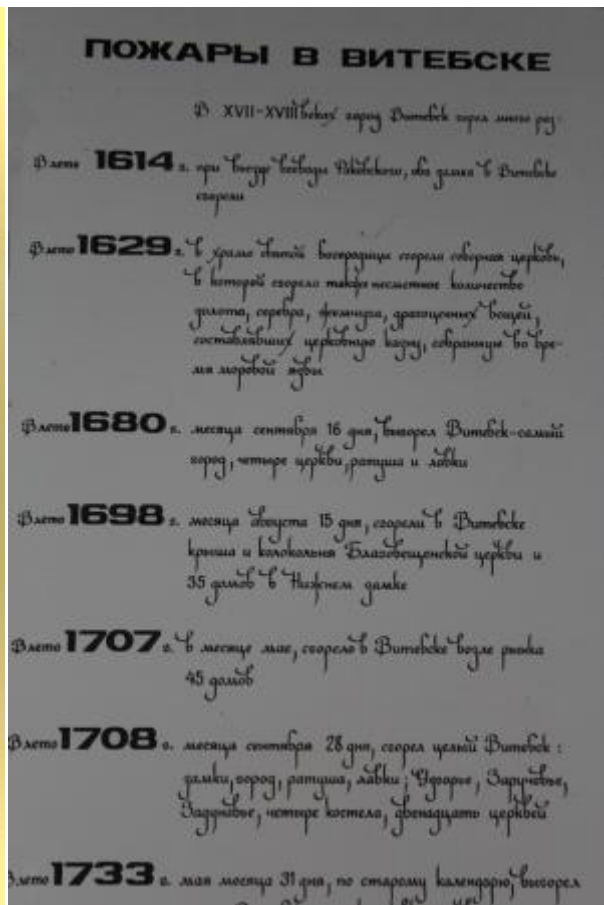 ПОЖАРЫ В ВИТЕБСКЕ
В XVII-XVIII веках город Витебск горел много раз.
В лето 1614 г. при въезде воеводы, оба замка в Витебске
сгорели
В лето 1629 г. в храме святой богородицы сгорела соборная церковь,
в которой сгорело также несметное количество
золота, серебра, жемчуга, драгоценных вещей,
составлявших церковную казну, собранную во вре-
мя моровой язвы
В лето 1680 г. месяца сентября 16 дня, выгорел Витебск-самый
город, четыре церкви, ратуша и лавки
В лето 1698 г. месяца августа 15 дня, сгорели в Витебске
крыша и колокольня Благовещенской церкви и
35 домов в Нижнем замке
В лето 1707 г. в месяце мае, сгорело в Витебске возле рынка
45 домов
В лето 1708 г. месяца сентября 28 дня, сгорел целый Витебск:
замки, город, ратуша, лавки; Узгорье, Заручевье,
Задунавье, четыре костела, двенадцать церквей
В лето 1733 г. мая месяца 31 дня, по старому календарю, выгорел